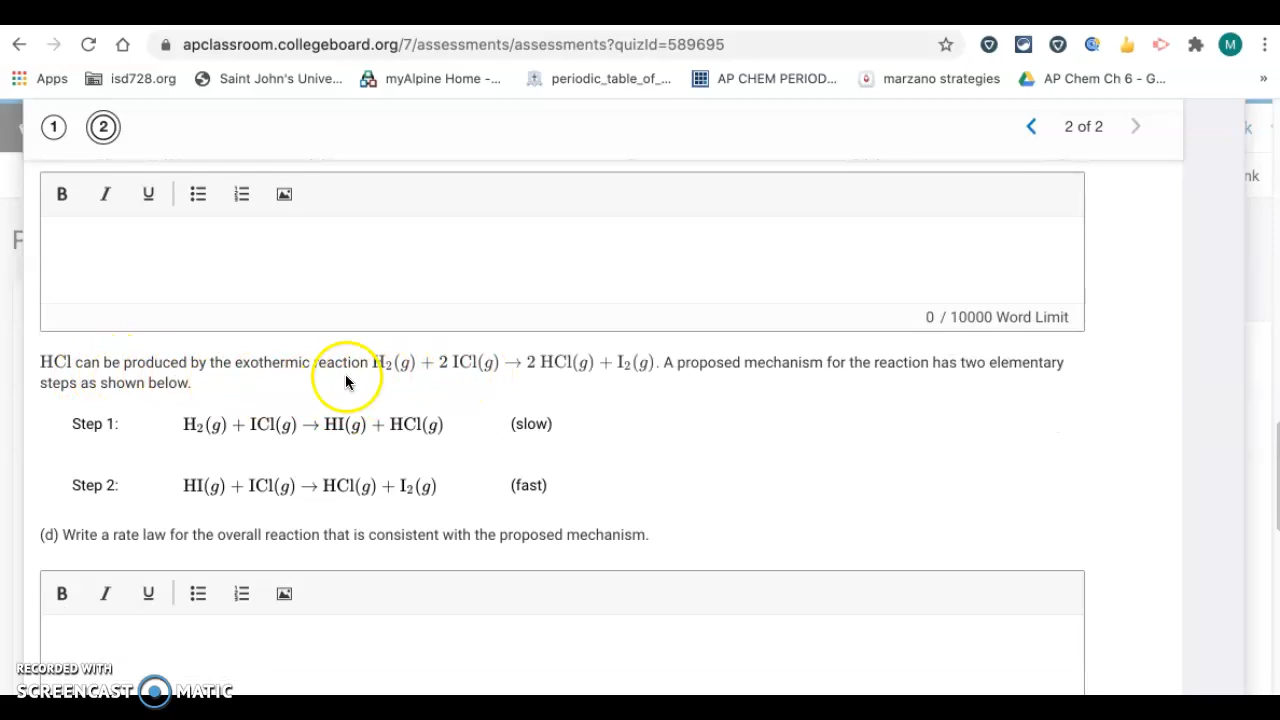 apclassroom.collegeboard.org/7/assessments/assessments?quizId=589695
M
Apps isd728.org Saint John's Unive... myAlpine Home -... periodic_table_of_... AP CHEM PERIOD... marzano strategies AP Chem Ch 6 - G... »
1 2 2 of 2
k
nk
B I U
F
0 / 10000 Word Limit
HCl can be produced by the exothermic reaction H₂(g) + 2 ICl(g) → 2 HCl(g) + I₂(g). A proposed mechanism for the reaction has two elementary
steps as shown below.
Step 1: H₂(g) + ICl(g) → HI(g) + HCl(g) (slow)
Step 2: HI(g) + ICl(g) → HCl(g) + I₂(g) (fast)
(d) Write a rate law for the overall reaction that is consistent with the proposed mechanism.
B I U
RECORDED WITH
SCREENCAST MATIC